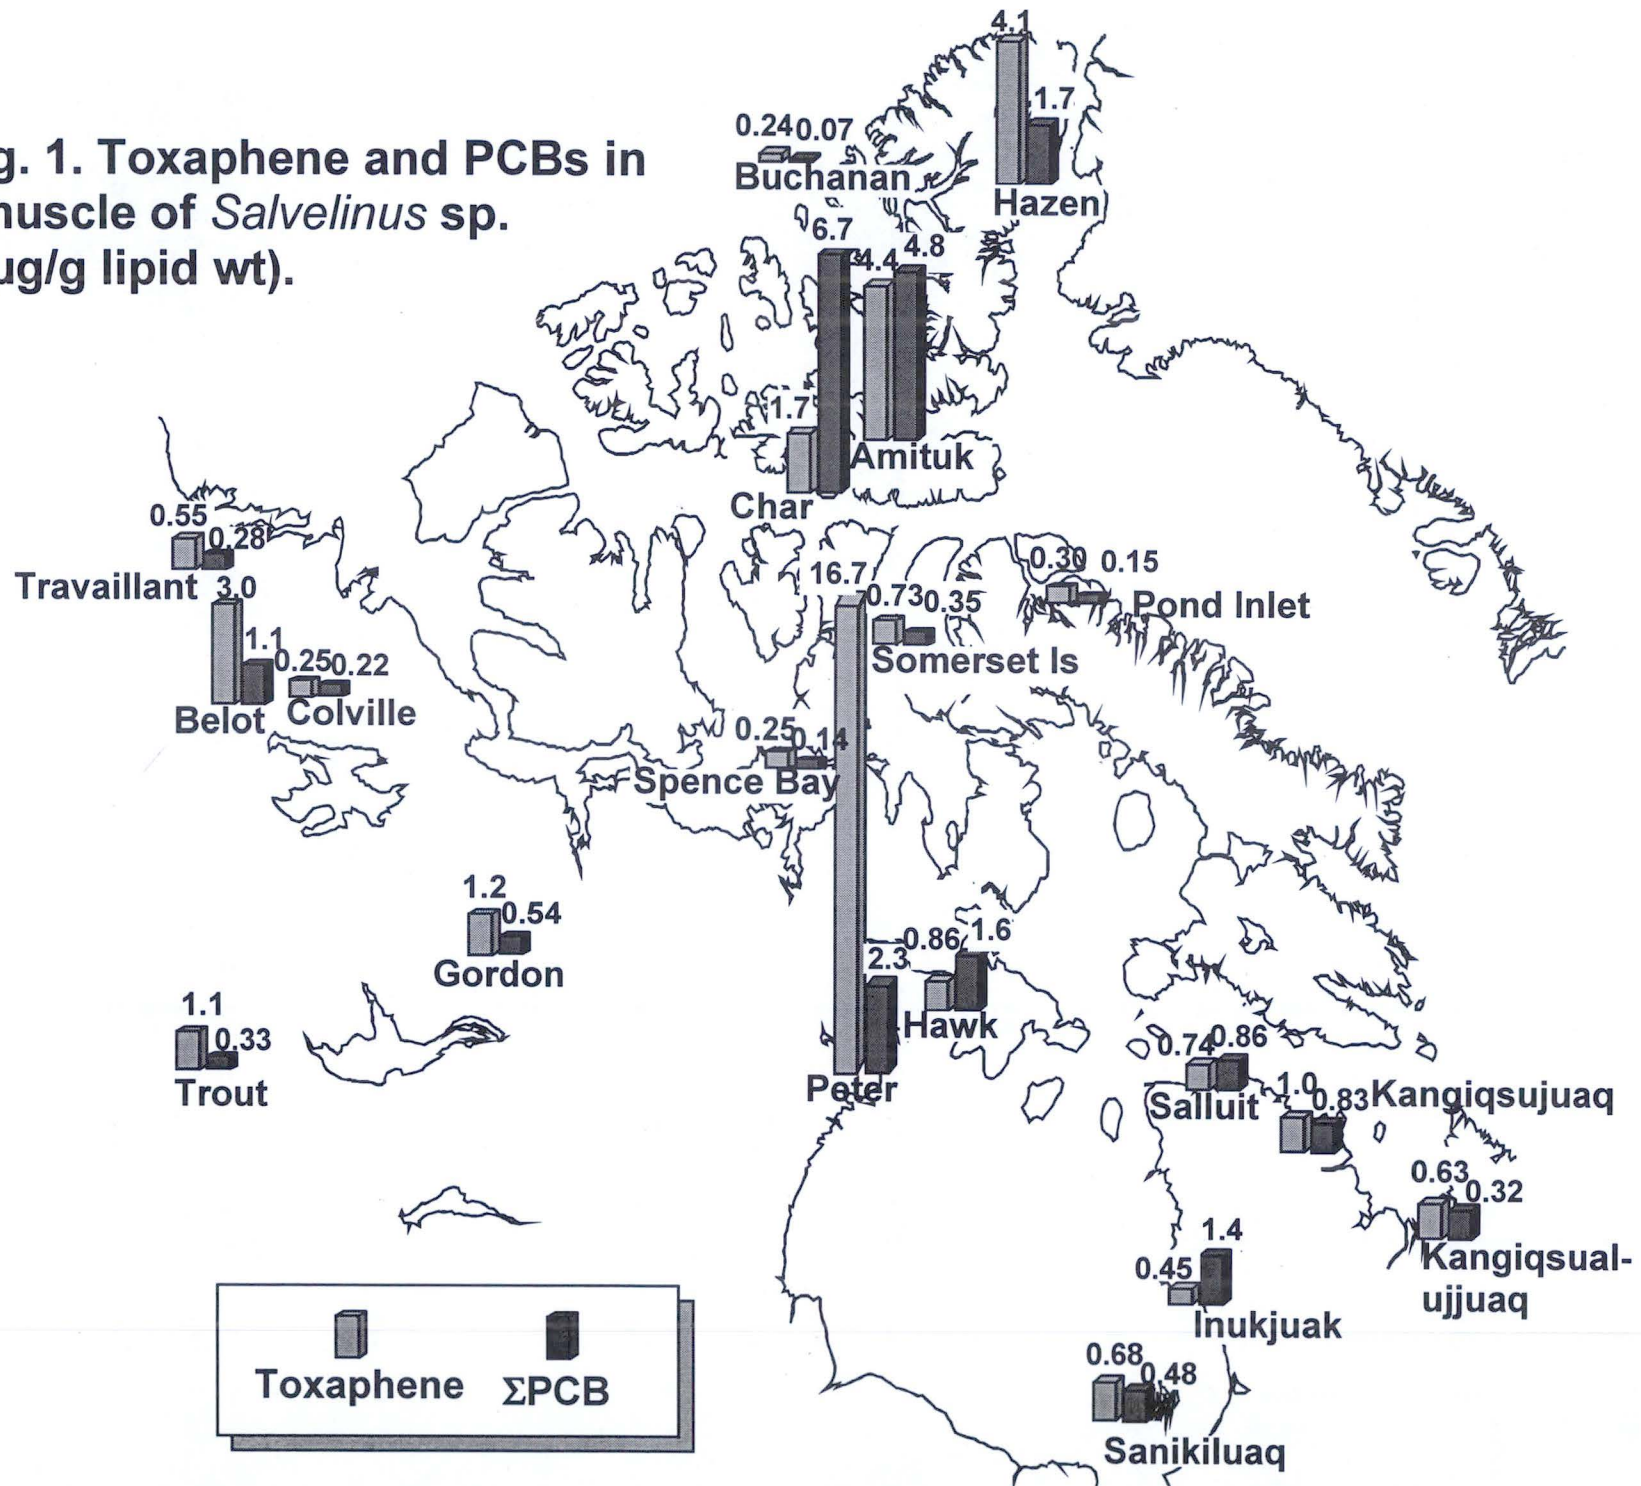 g. 1. Toxaphene and PCBs in
nuscle of Salvelinus sp.
ug/g lipid wt).
4.1
1.7
Hazen
0.24 0.07
Buchanan
6.7
1.7
Char
4.4 4.8
Amituk
0.55
0.28
Travaillant
3.0
1.1
Belot
0.25 0.22
Colville
16.7
2.3
Peter
0.73 0.35
Somerset Is
0.30 0.15
Pond Inlet
0.25
0.14
Spence Bay
1.2
0.54
Gordon
0.86 1.6
Hawk
1.1
0.33
Trout
0.74 0.86
Salluit
1.0
0.83
Kangiqsujuaq
0.63
0.32
Kangiqsual-
ujjuaq
1.4
0.45
Inukjuak
0.68
0.48
Sanikiluaq
Toxaphene ΣPCB